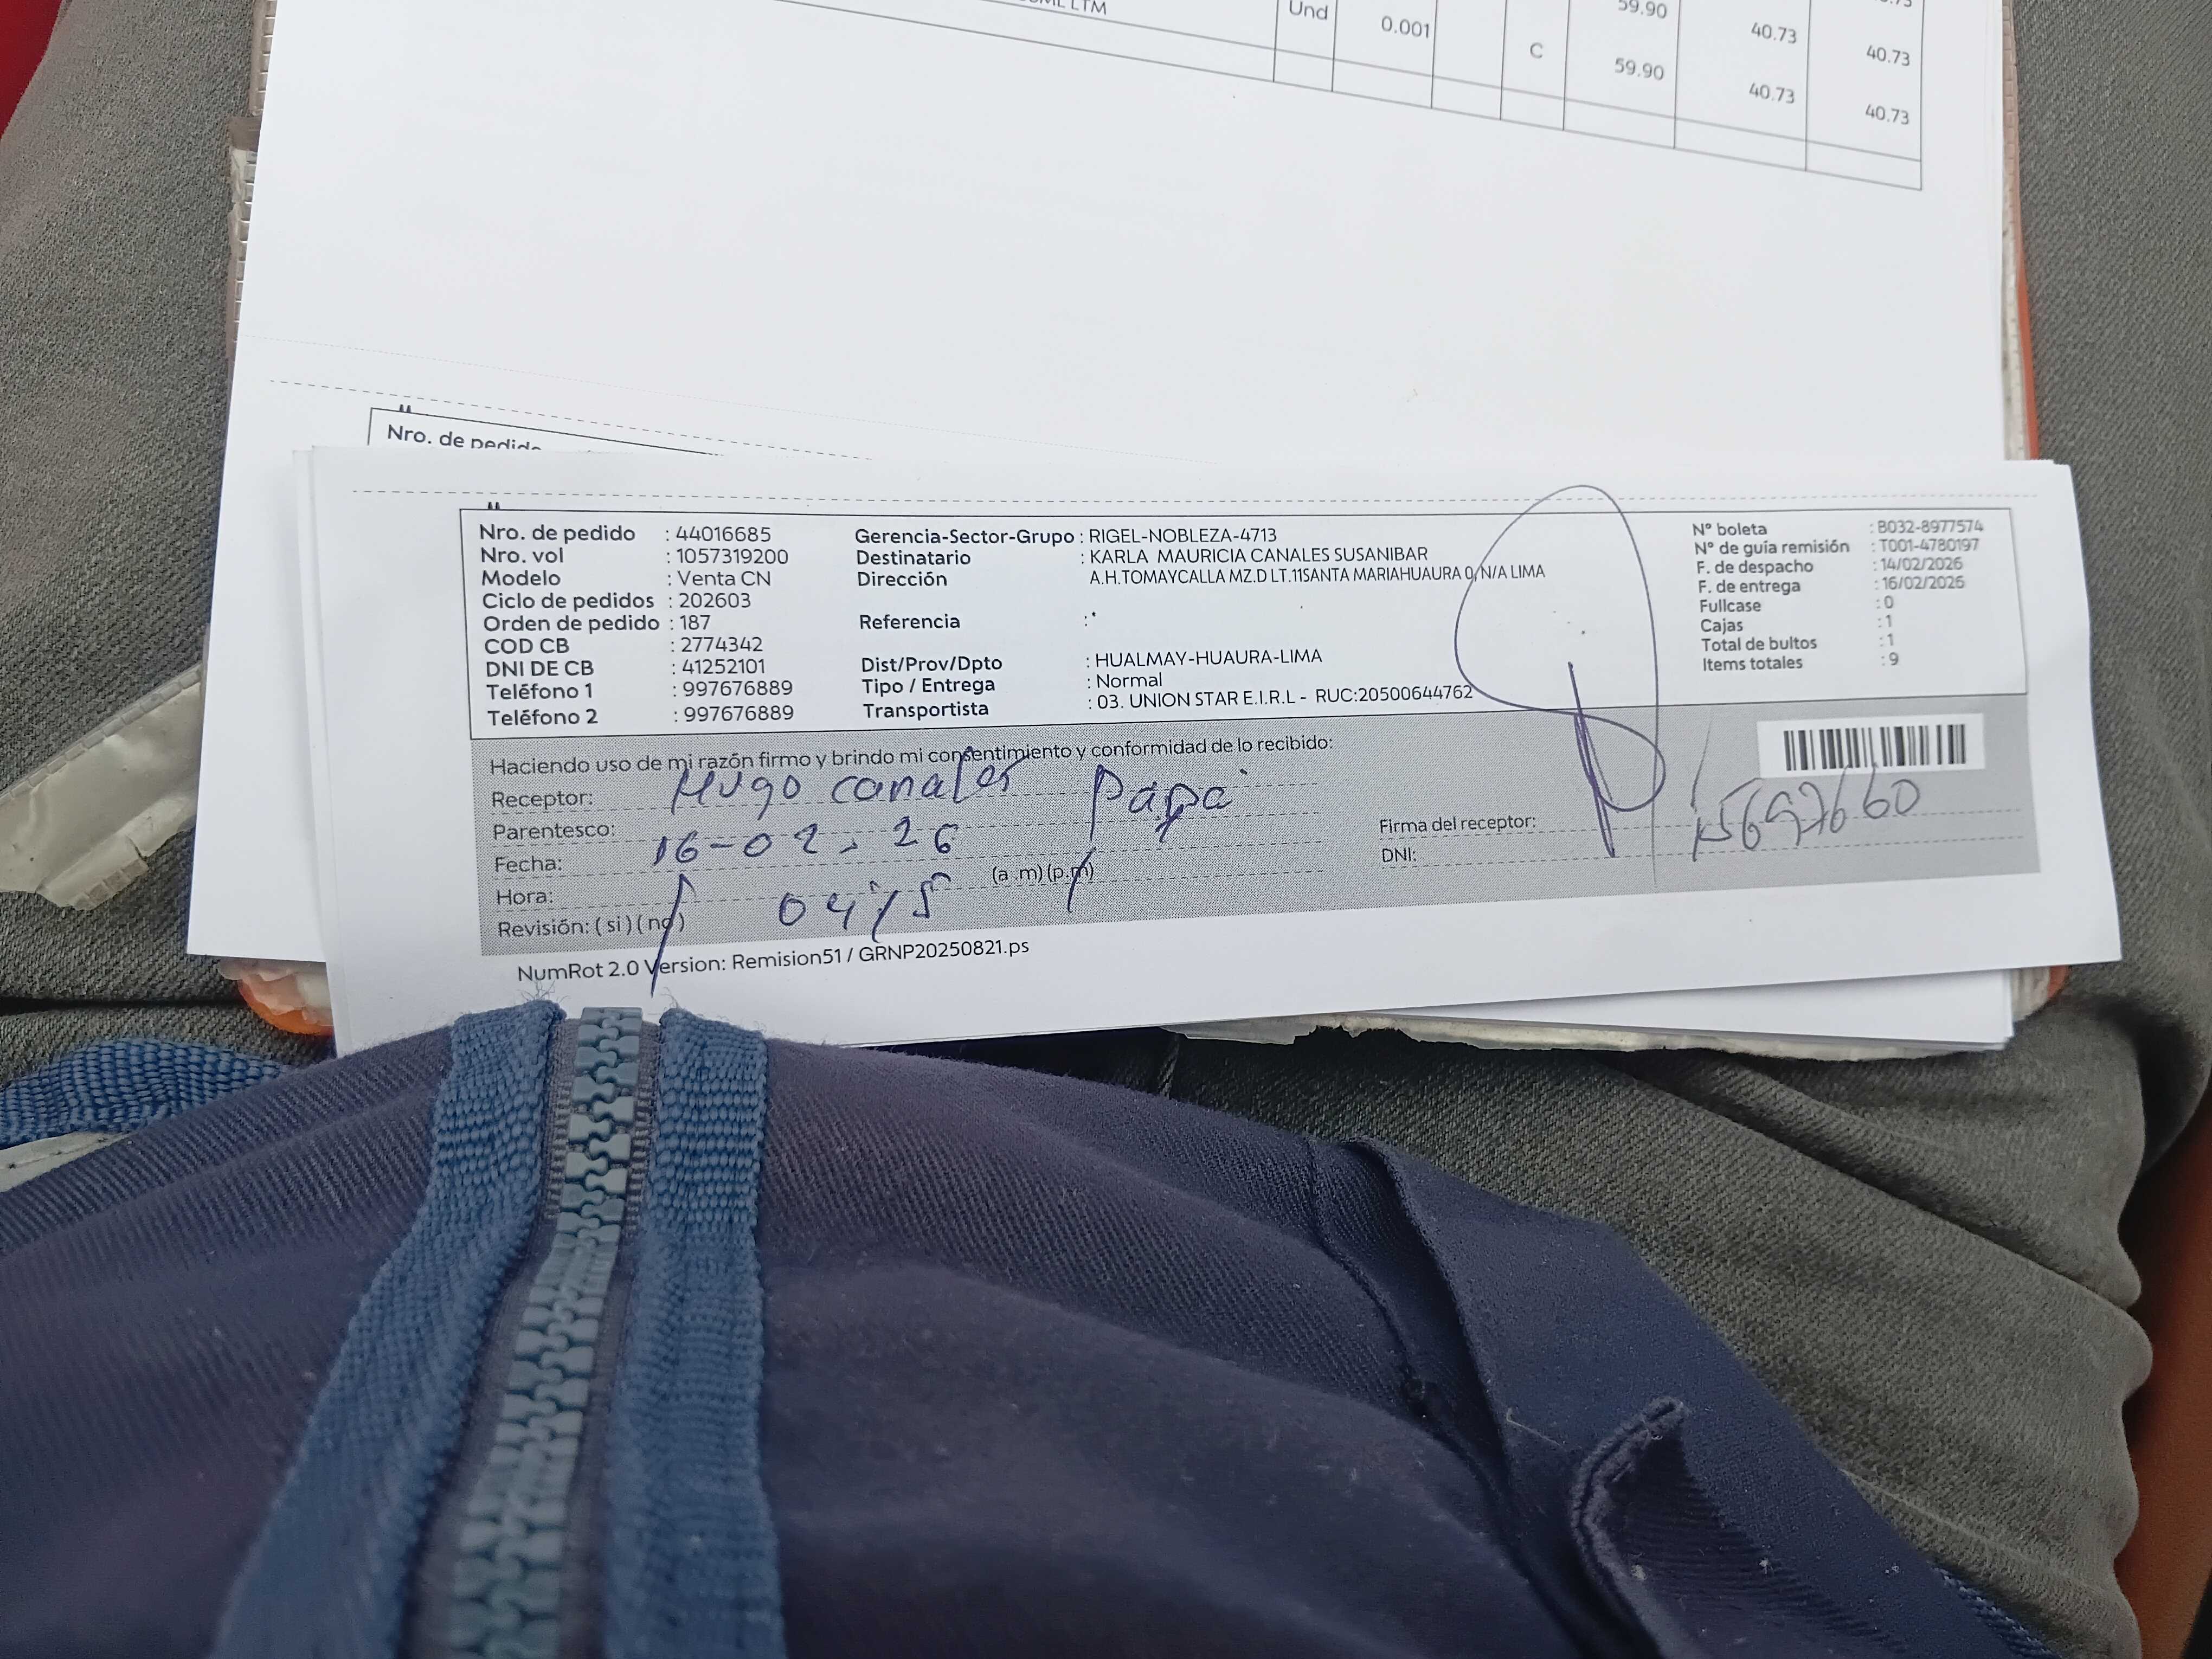 LTM Und 0.001 59.90 40.73 40.73
C 59.90 40.73 40.73
Nro. de pedido
Nro. de pedido : 44016685
Nro. vol : 1057319200
Modelo : Venta CN
Ciclo de pedidos : 202603
Orden de pedido : 187
COD CB : 2774342
DNI DE CB : 41252101
Teléfono 1 : 997676889
Teléfono 2 : 997676889
Gerencia-Sector-Grupo : RIGEL-NOBLEZA-4713
Destinatario : KARLA MAURICIA CANALES SUSANIBAR
Dirección A.H.TOMAYCALLA MZ.D LT.11SANTA MARIAHUAURA 0, N/A LIMA
Referencia : *
Dist/Prov/Dpto : HUALMAY-HUAURA-LIMA
Tipo / Entrega : Normal
Transportista : 03. UNION STAR E.I.R.L - RUC:20500644762
N° boleta : B032-8977574
N° de guía remisión : T001-4780197
F. de despacho : 14/02/2026
F. de entrega : 16/02/2026
Fullcase : 0
Cajas : 1
Total de bultos : 1
Items totales : 9
Haciendo uso de mi razón firmo y brindo mi consentimiento y conformidad de lo recibido:
Receptor: Hugo canales
Parentesco: Papa
Fecha: 16-02-26
Hora: 04:15 (a .m) (p.m)
Revisión: ( si ) ( no )
Firma del receptor:
DNI: 15697660
NumRot 2.0 Version: Remision51 / GRNP20250821.ps